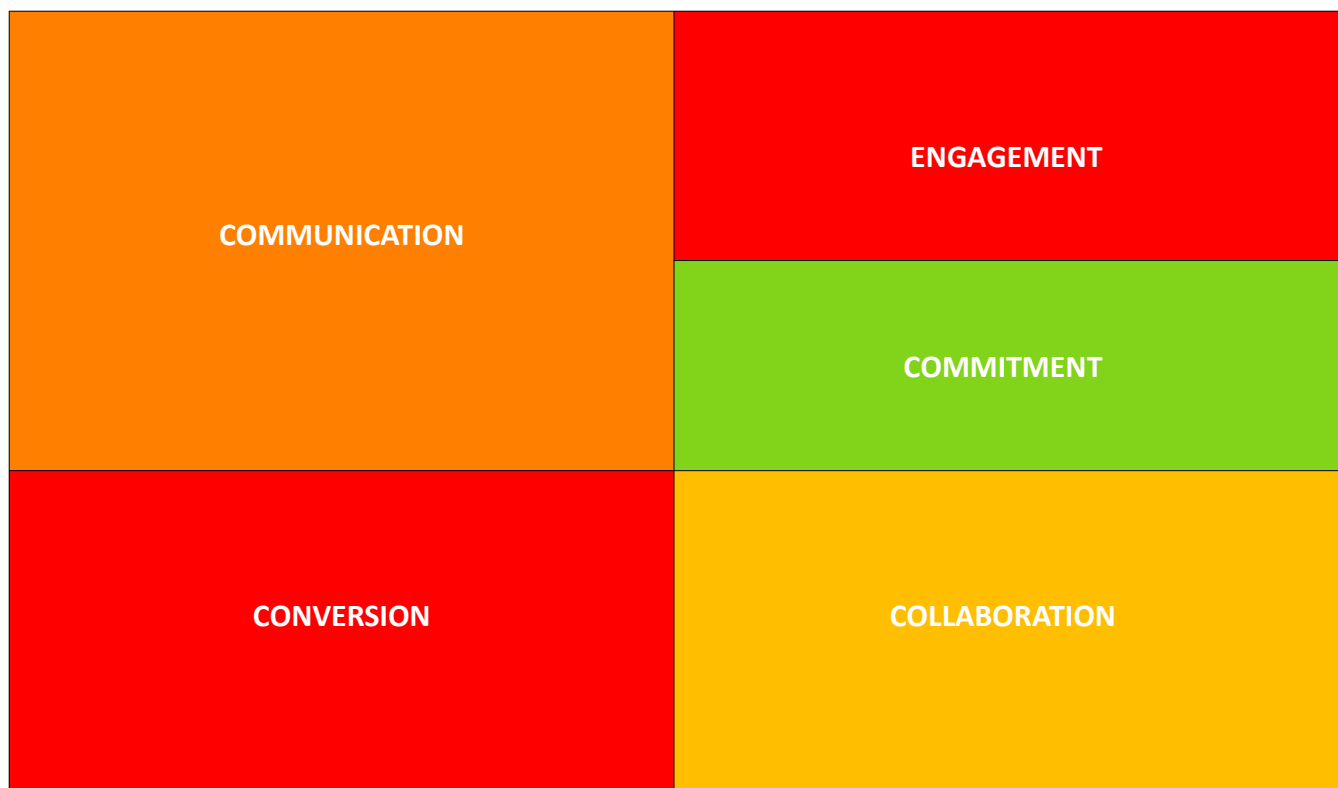 COMMUNICATION
ENGAGEMENT
COMMITMENT
CONVERSION
COLLABORATION